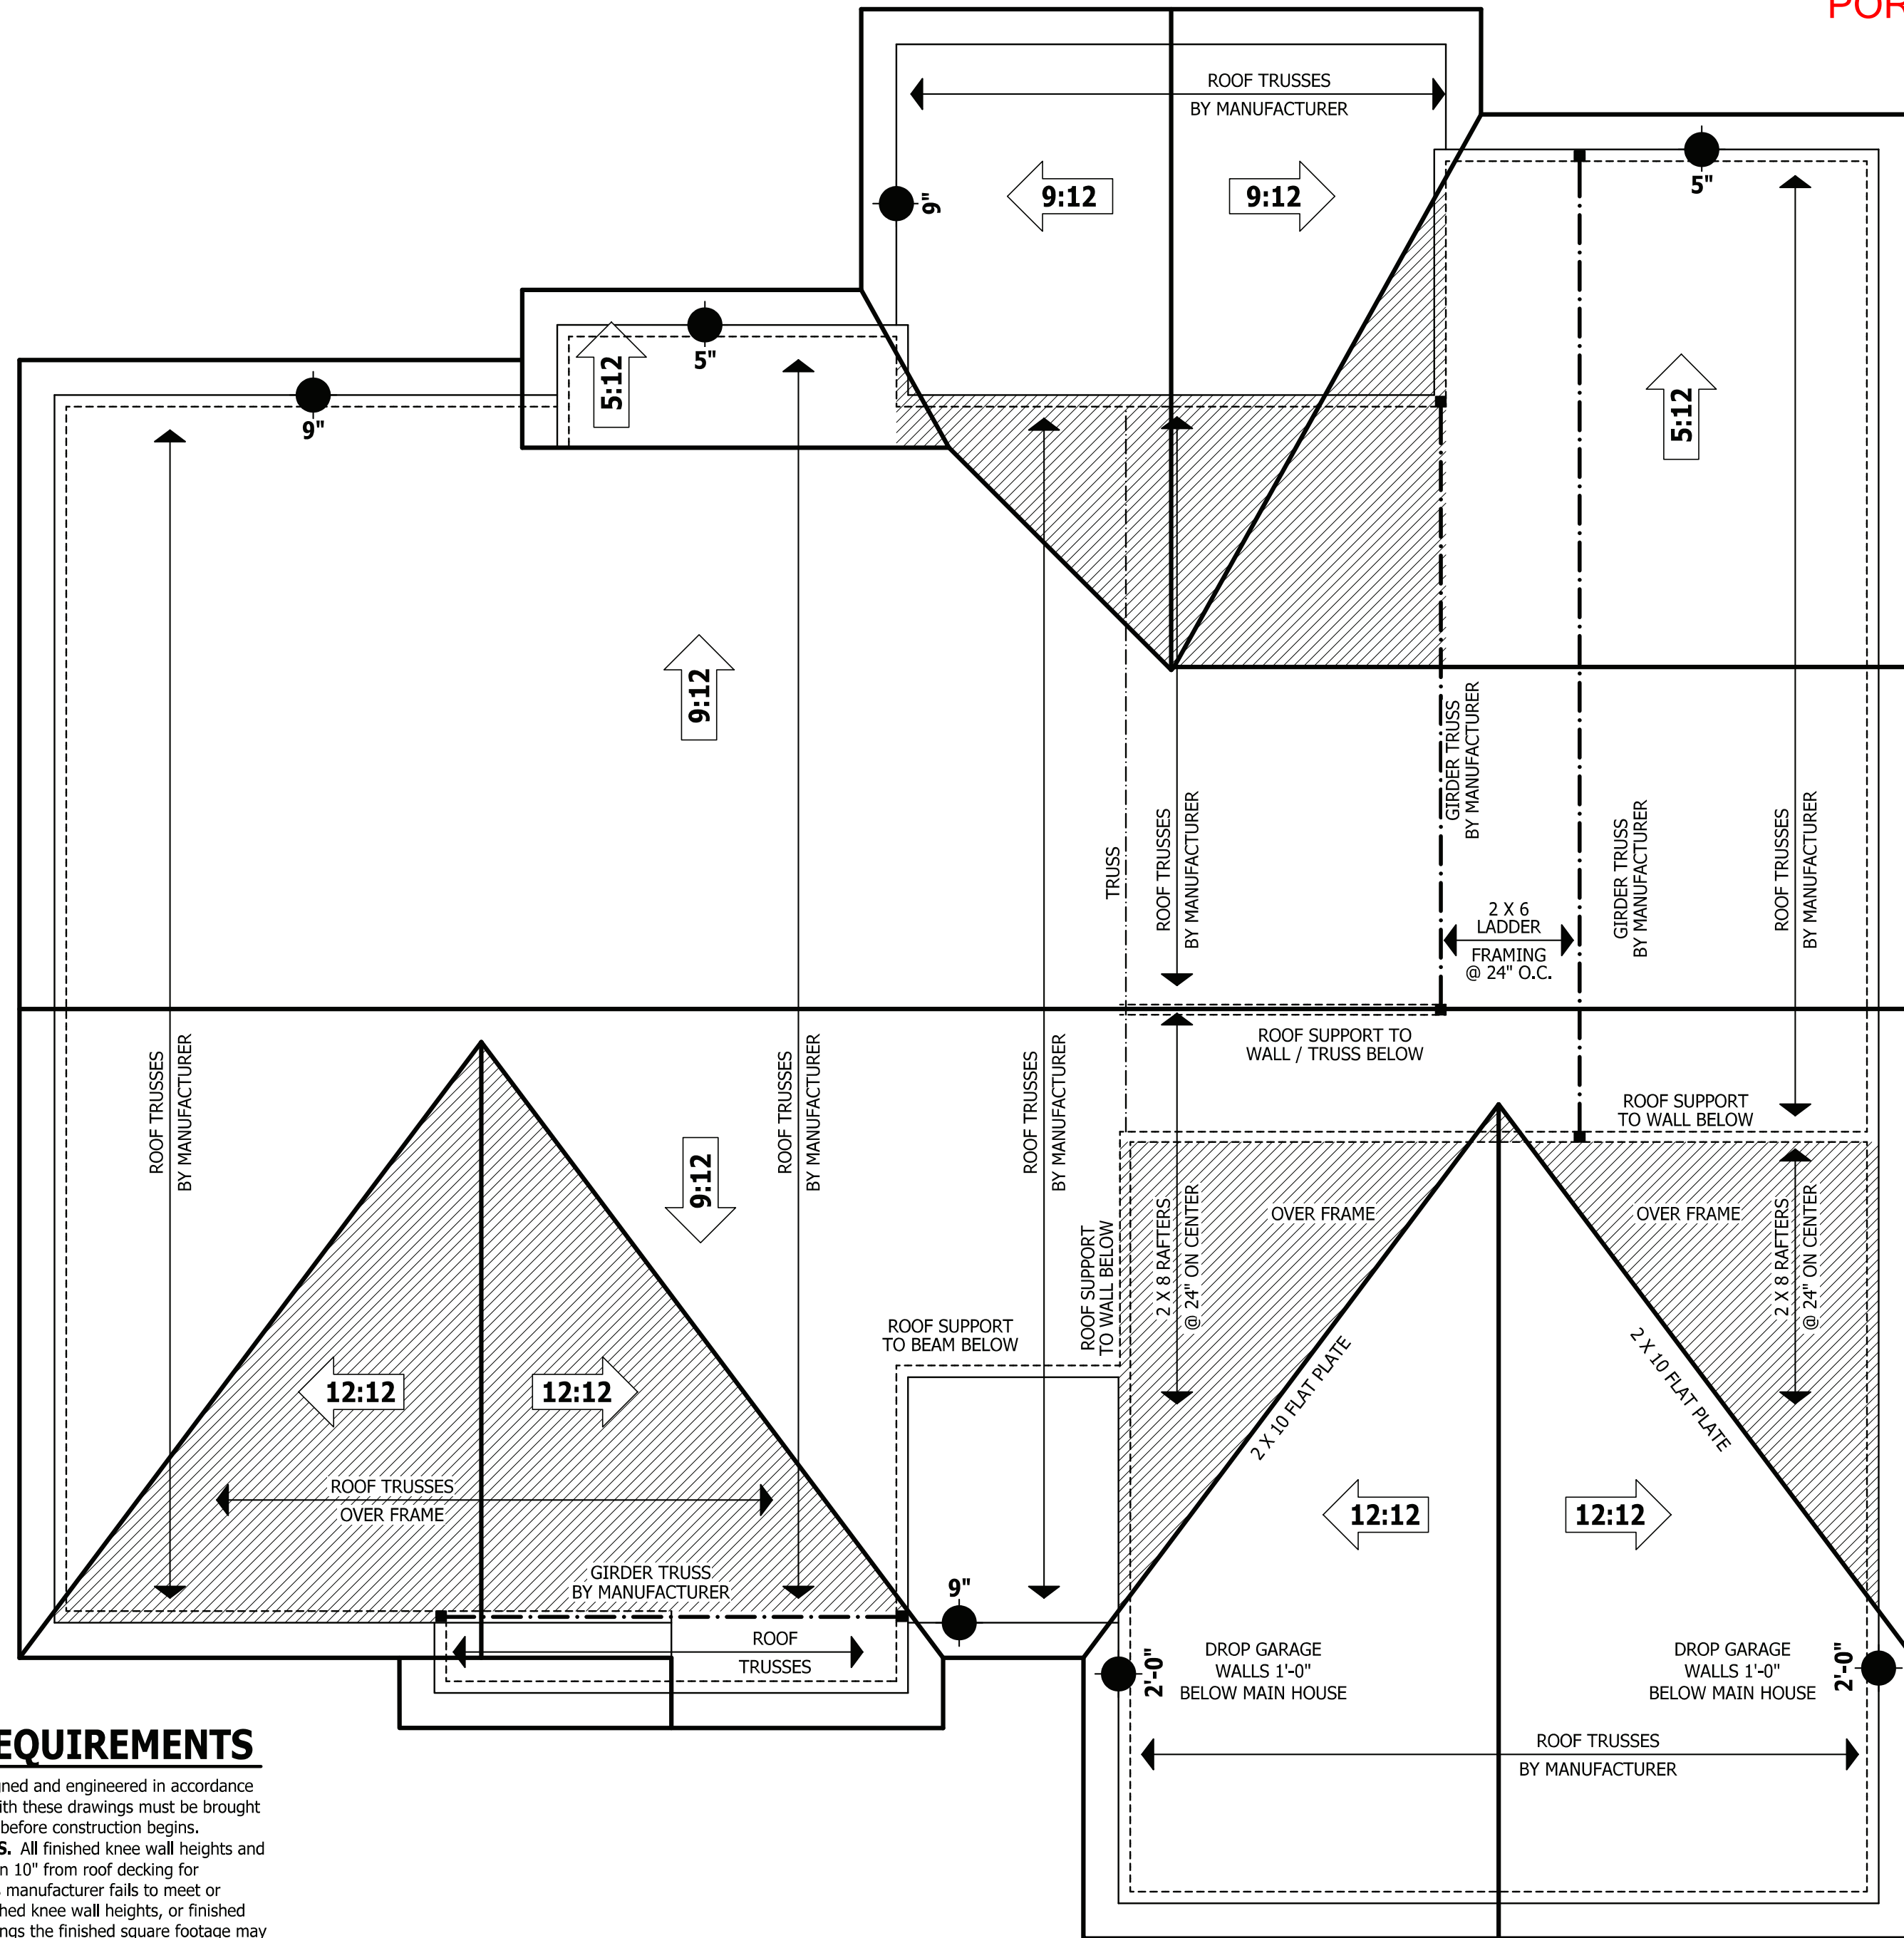 POR
ROOF TRUSSES
BY MANUFACTURER
9:12
9:12
9"
5"
5"
5:12
9"
5:12
9:12
GIRDER TRUSS
BY MANUFACTURER
TRUSS
ROOF TRUSSES
BY MANUFACTURER
GIRDER TRUSS
BY MANUFACTURER
ROOF TRUSSES
BY MANUFACTURER
2 X 6
LADDER
FRAMING
@ 24" O.C.
ROOF SUPPORT TO
WALL / TRUSS BELOW
ROOF TRUSSES
BY MANUFACTURER
ROOF TRUSSES
BY MANUFACTURER
ROOF TRUSSES
BY MANUFACTURER
ROOF SUPPORT
TO WALL BELOW
9:12
OVER FRAME
OVER FRAME
ROOF SUPPORT
TO WALL BELOW
2 X 8 RAFTERS
@ 24" ON CENTER
2 X 8 RAFTERS
@ 24" ON CENTER
ROOF SUPPORT
TO BEAM BELOW
2 X 10 FLAT PLATE
2 X 10 FLAT PLATE
12:12
12:12
ROOF TRUSSES
OVER FRAME
12:12
12:12
GIRDER TRUSS
BY MANUFACTURER
9"
ROOF
TRUSSES
2'-0"
DROP GARAGE
WALLS 1'-0"
BELOW MAIN HOUSE
DROP GARAGE
WALLS 1'-0"
BELOW MAIN HOUSE
2'-0"
ROOF TRUSSES
BY MANUFACTURER
EQUIREMENTS
gned and engineered in accordance
ith these drawings must be brought
before construction begins.
S. All finished knee wall heights and
n 10" from roof decking for
s manufacturer fails to meet or
hed knee wall heights, or finished
ngs the finished square footage may